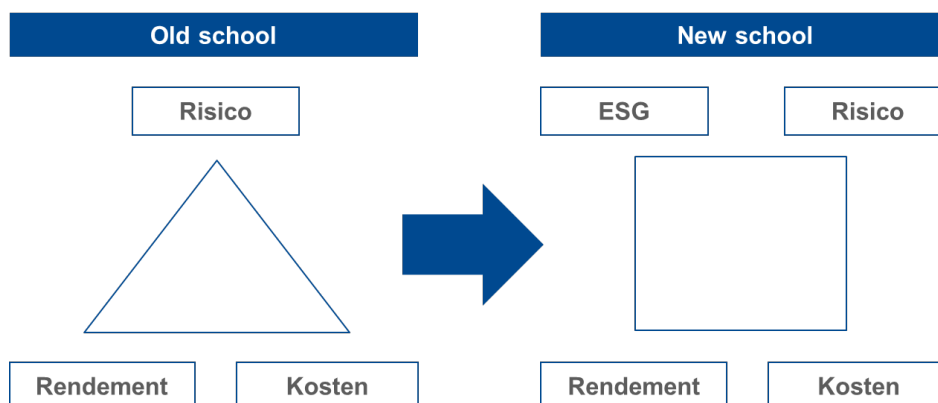 Old school
New school
Risico
ESG
Risico
Rendement
Kosten
Rendement
Kosten